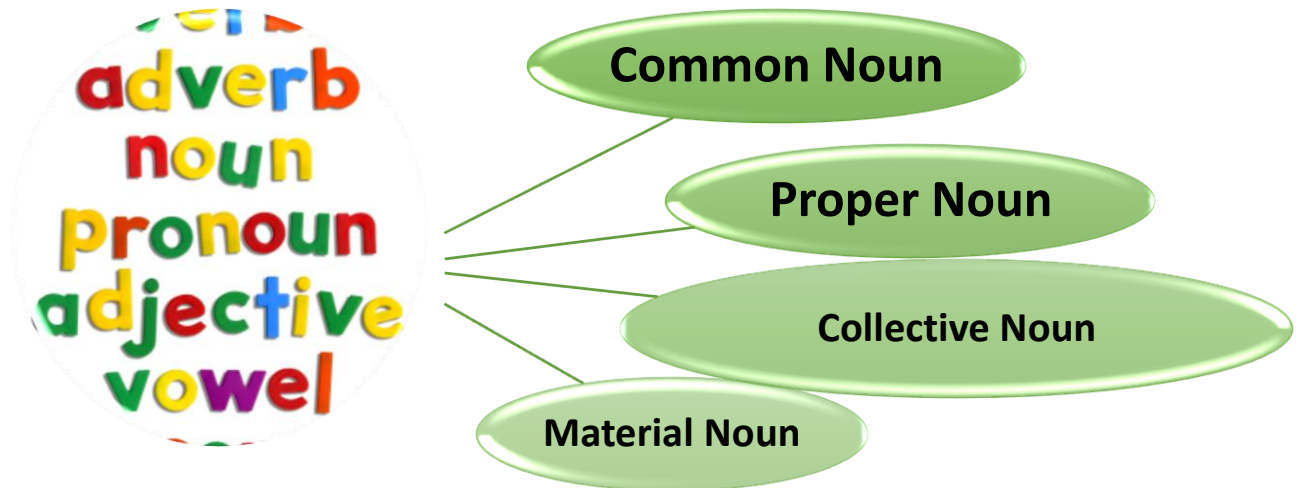 adverb
noun
pronoun
adjective
vowel
Common Noun
Proper Noun
Collective Noun
Material Noun